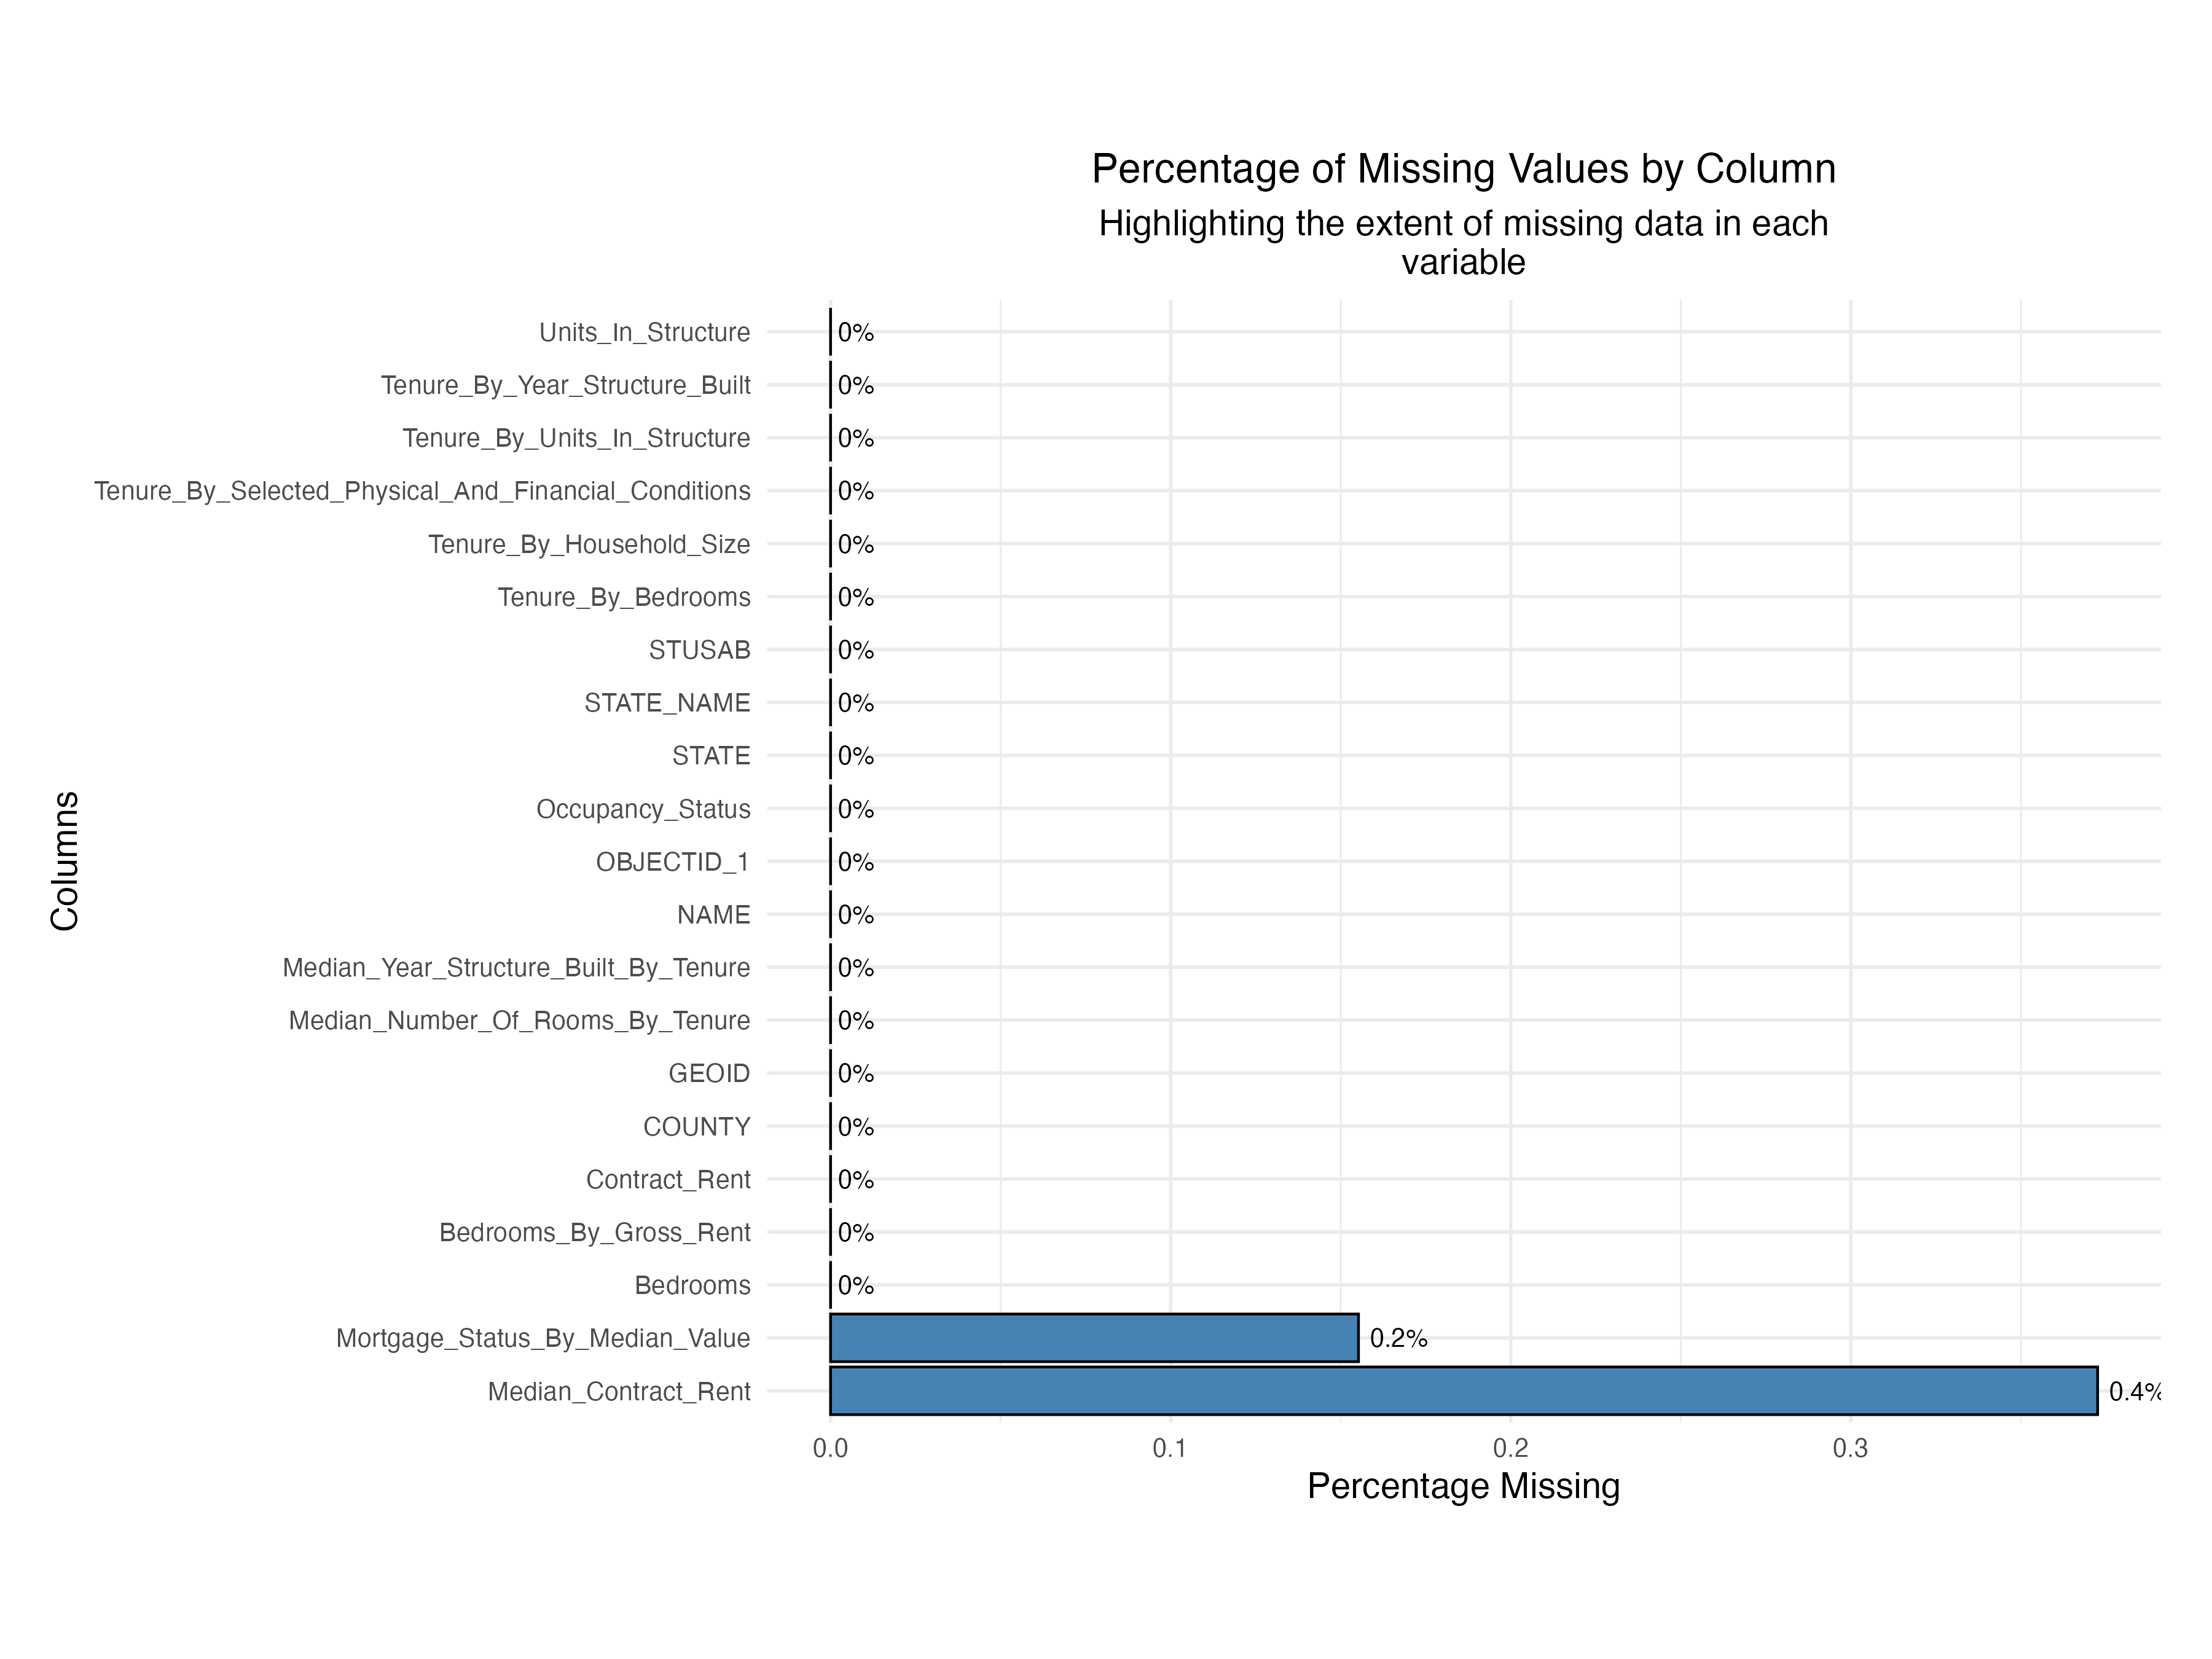 Percentage of Missing Values by Column
Highlighting the extent of missing data in each
variable
Units_In_Structure 0%
Tenure_By_Year_Structure_Built 0%
Tenure_By_Units_In_Structure 0%
Tenure_By_Selected_Physical_And_Financial_Conditions 0%
Tenure_By_Household_Size 0%
Tenure_By_Bedrooms 0%
STUSAB 0%
STATE_NAME 0%
STATE 0%
Occupancy_Status 0%
OBJECTID_1 0%
NAME 0%
Median_Year_Structure_Built_By_Tenure 0%
Median_Number_Of_Rooms_By_Tenure 0%
GEOID 0%
COUNTY 0%
Contract_Rent 0%
Bedrooms_By_Gross_Rent 0%
Bedrooms 0%
Mortgage_Status_By_Median_Value 0.2%
Median_Contract_Rent 0.4%
Columns
0.0 0.1 0.2 0.3
Percentage Missing